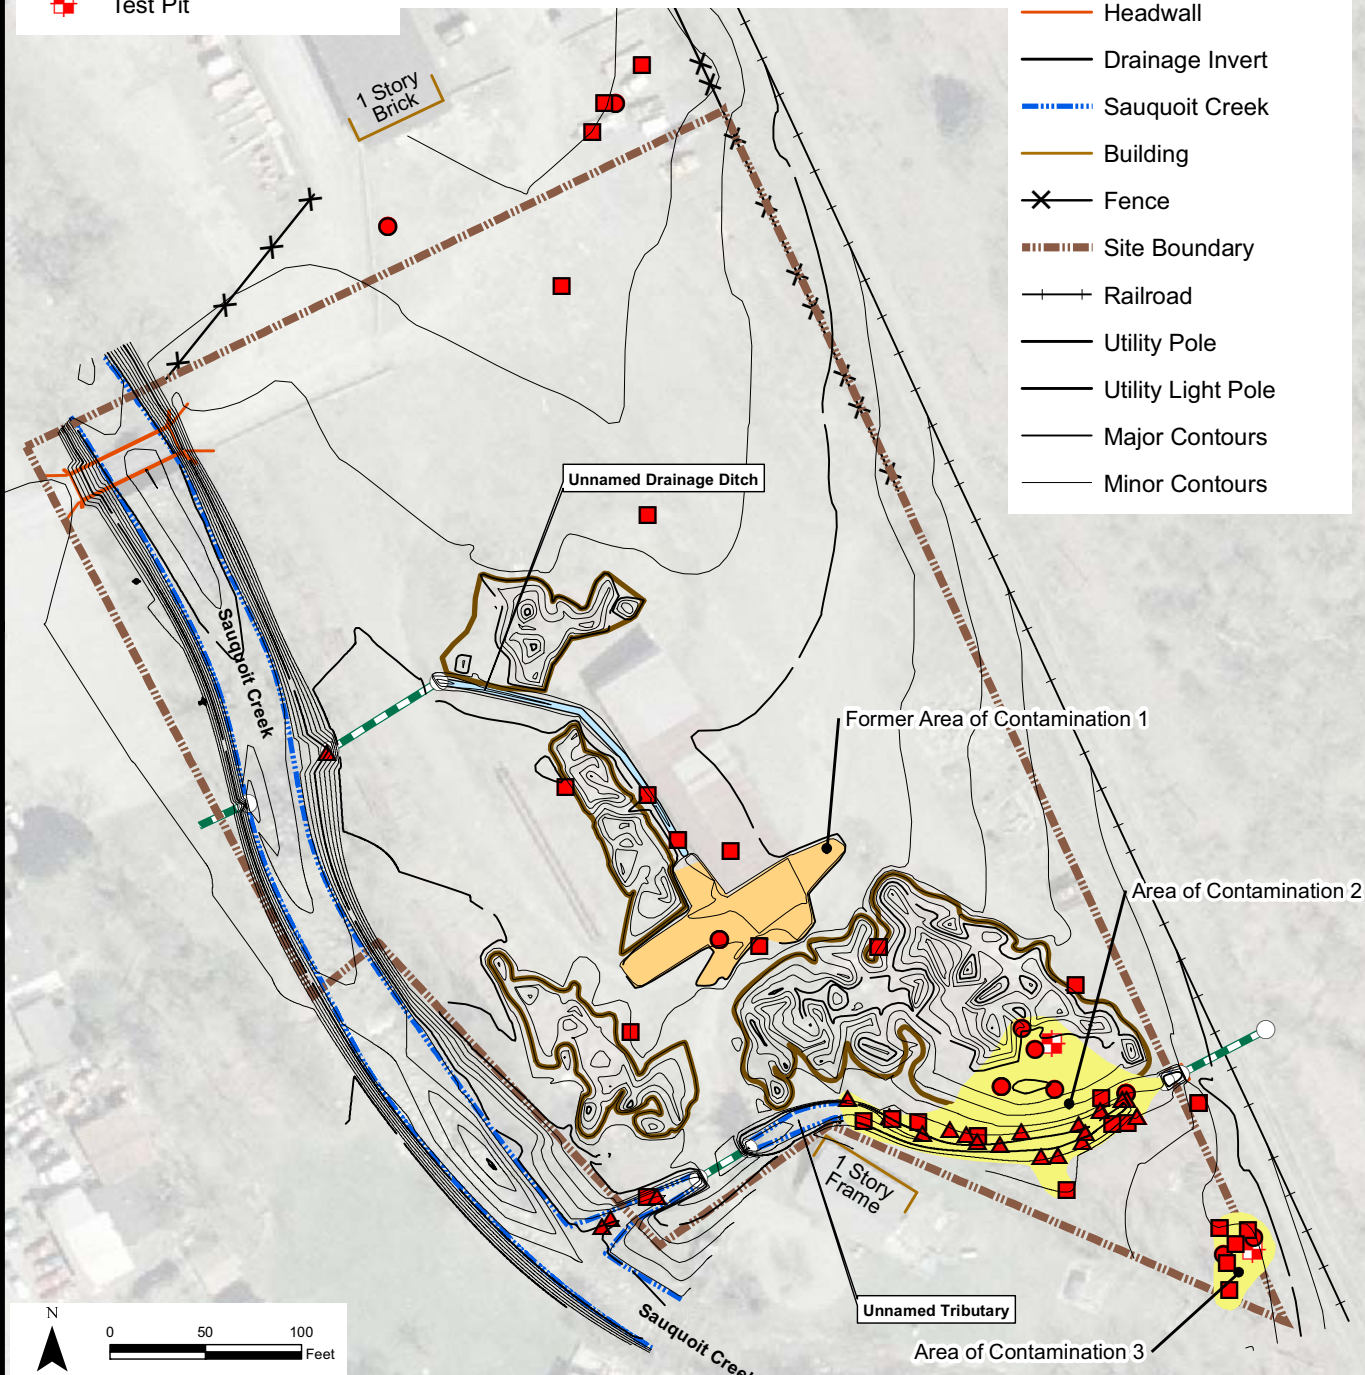 Test Pit
Headwall
Drainage Invert
Sauquoit Creek
Building
Fence
Site Boundary
Railroad
Utility Pole
Utility Light Pole
Major Contours
Minor Contours
1 Story
Brick
Unnamed Drainage Ditch
Sauquoit Creek
Former Area of Contamination 1
Area of Contamination 2
1 Story
Frame
Unnamed Tributary
Sauquoit Creek
Area of Contamination 3
N
0 50 100
Feet